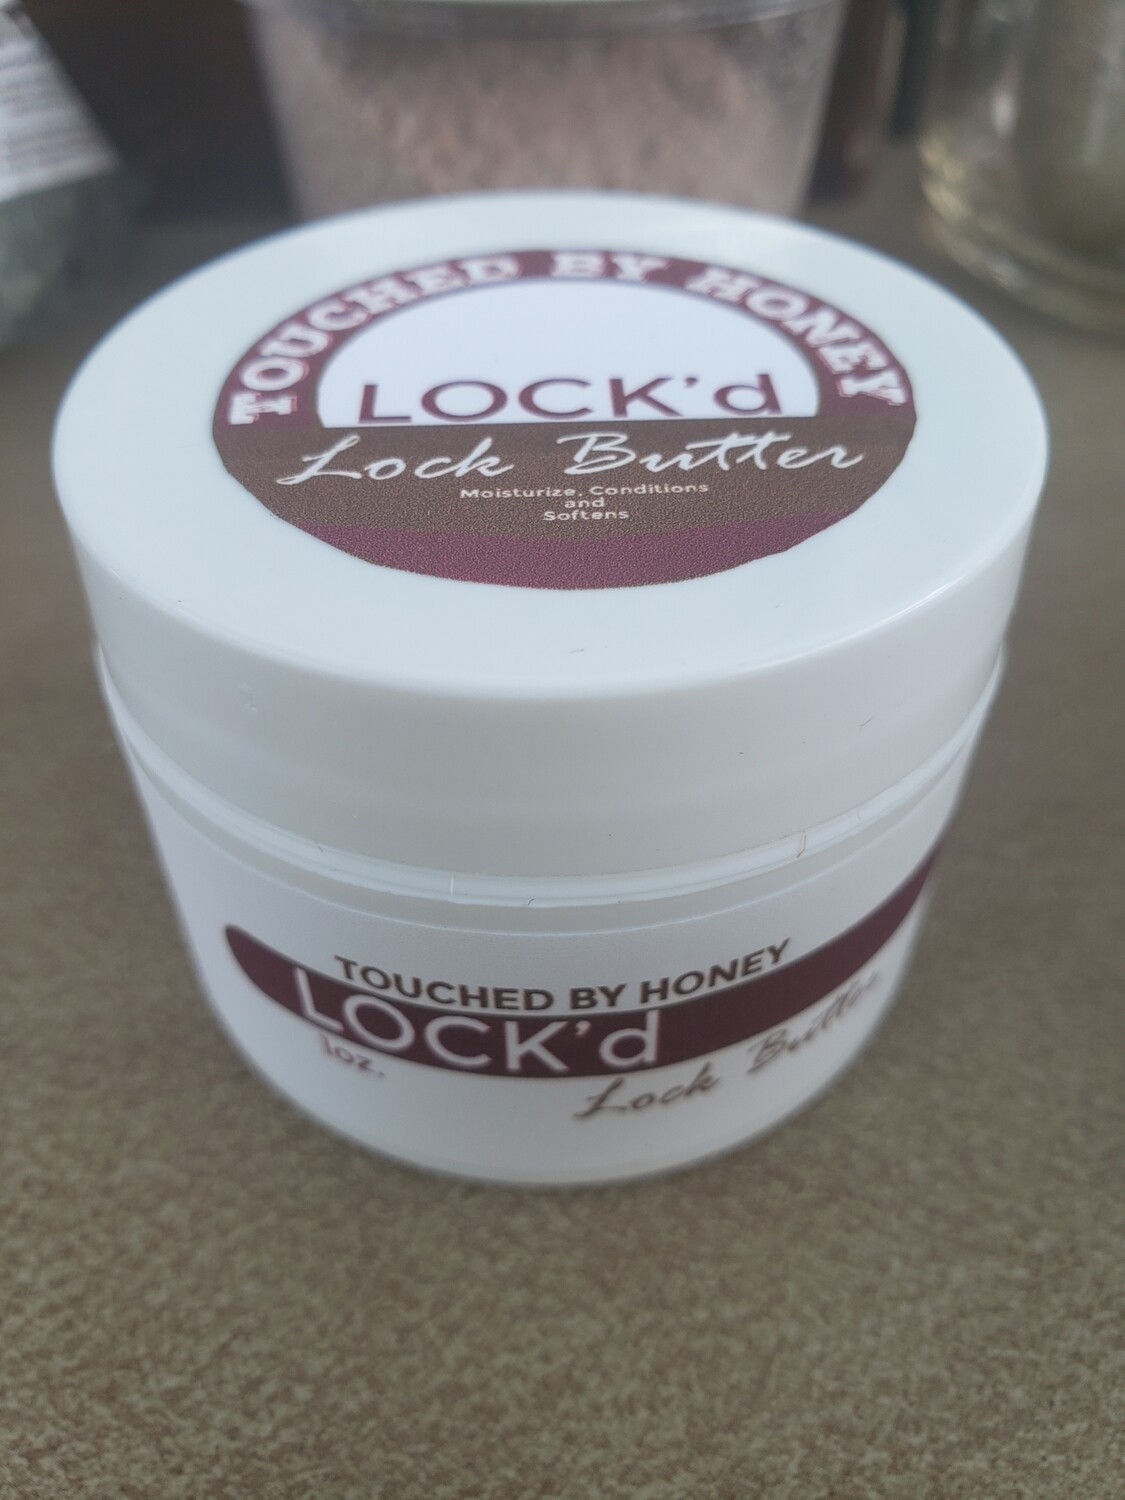 TOUCHED BY HONEY
LOCK'd
Lock Butter
Moisturize, Conditions
and
Softens
TOUCHED BY HONEY
LOCK'd
1oz.
Lock Butter